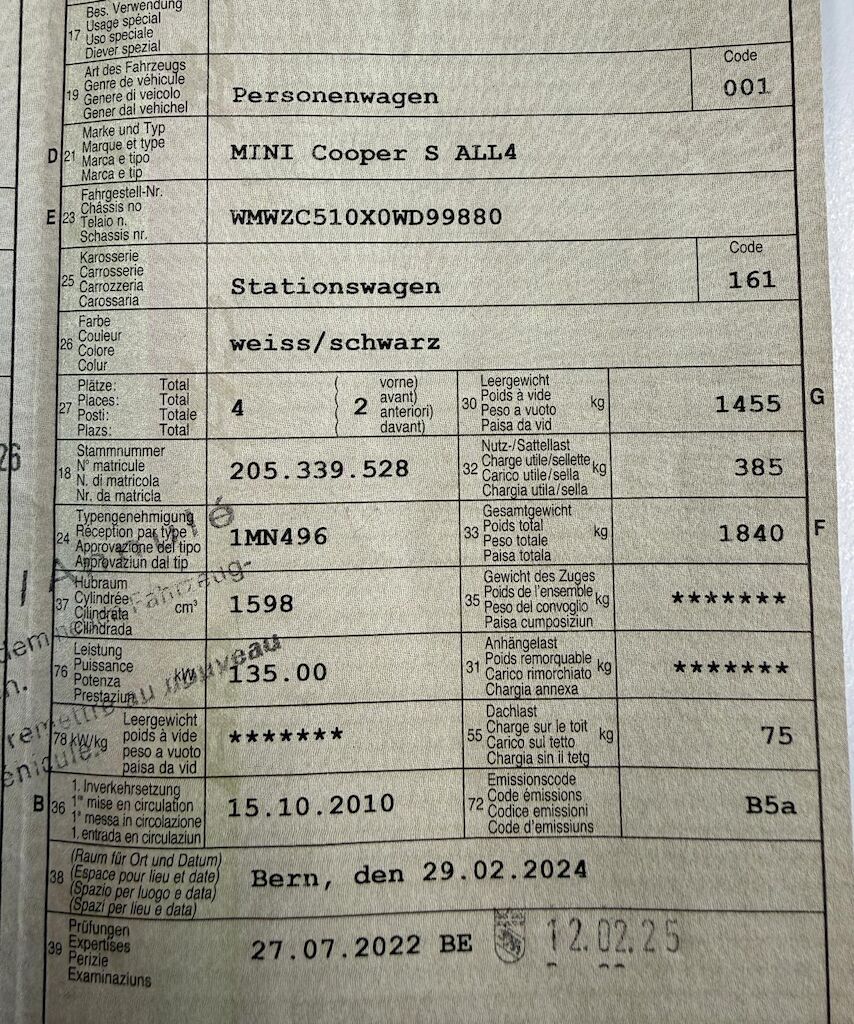 17 Bes. Verwendung
Usage spécial
Uso speciale
Diever spezial
19 Art des Fahrzeugs
Genre de véhicule
Genere di veicolo
Gener dal vehichel
Personenwagen
Code
001
D 21 Marke und Typ
Marque et type
Marca e tipo
Marca e tip
MINI Cooper S ALL4
E 23 Fahrgestell-Nr.
Châssis no
Telaio n.
Schassis nr.
WMWZC510X0WD99880
25 Karosserie
Carrosserie
Carrozzeria
Carossaria
Stationswagen
Code
161
26 Farbe
Couleur
Colore
Colur
weiss/schwarz
27 Plätze: Total
Places: Total
Posti: Totale
Plazs: Total
4
2
vorne)
avant)
anteriori)
davant)
30 Leergewicht
Poids à vide
Peso a vuoto
Paisa da vid
kg
1455
G
26
18 Stammnummer
N° matricule
N. di matricola
Nr. da matricla
205.339.528
32 Nutz-/Sattellast
Charge utile/sellette
Carico utile/sella
Chargia utila/sella
kg
385
24 Typengenehmigung
Réception par type
Approvazione del tipo
Approvaziun dal tip
1MN496
33 Gesamtgewicht
Poids total
Peso totale
Paisa totala
kg
1840
F
/ Annulé
37 Hubraum
Cylindrée
Cilindrata
Cilindrada
cm³
1598
35 Gewicht des Zuges
Poids de l'ensemble
Peso del convoglio
Paisa cumposiziun
kg
*******
Fahrzeug-
76 Leistung
Puissance
Potenza
Prestaziun
kW
135.00
31 Anhängelast
Poids remorquable
Carico rimorchiato
Chargia annexa
kg
*******
remettre au nouveau
78 kW/kg
Leergewicht
poids à vide
peso a vuoto
paisa da vid
*******
55 Dachlast
Charge sur le toit
Carico sul tetto
Chargia sin il tetg
kg
75
B 36 1. Inverkehrsetzung
1re mise en circulation
1a messa in circolazione
1. entrada en circulaziun
15.10.2010
72 Emissionscode
Code émissions
Codice emissioni
Code d'emissiuns
B5a
38 (Raum für Ort und Datum)
(Espace pour lieu et date)
(Spazio per luogo e data)
(Spazi per lieu e data)
Bern, den 29.02.2024
39 Prüfungen
Expertises
Perizie
Examinaziuns
27.07.2022 BE
12.02.25